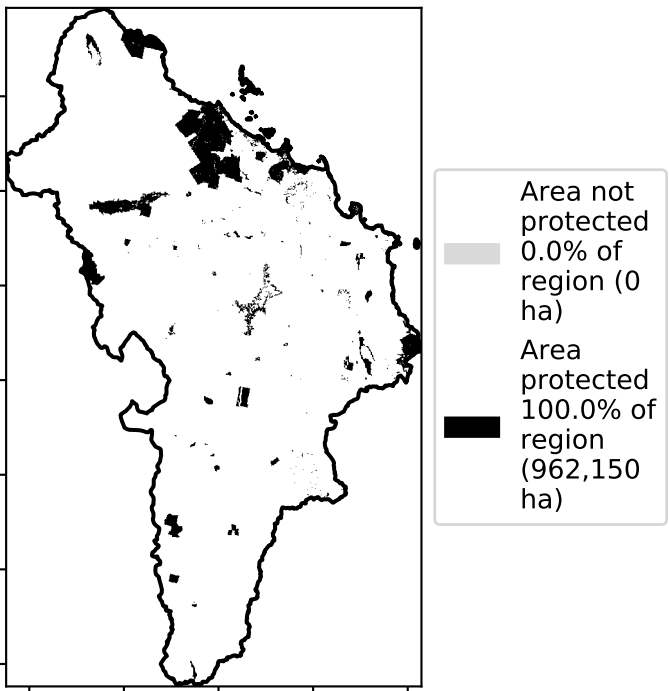 Area not
protected
0.0% of
region (0
ha)
Area
protected
100.0% of
region
(962,150
ha)